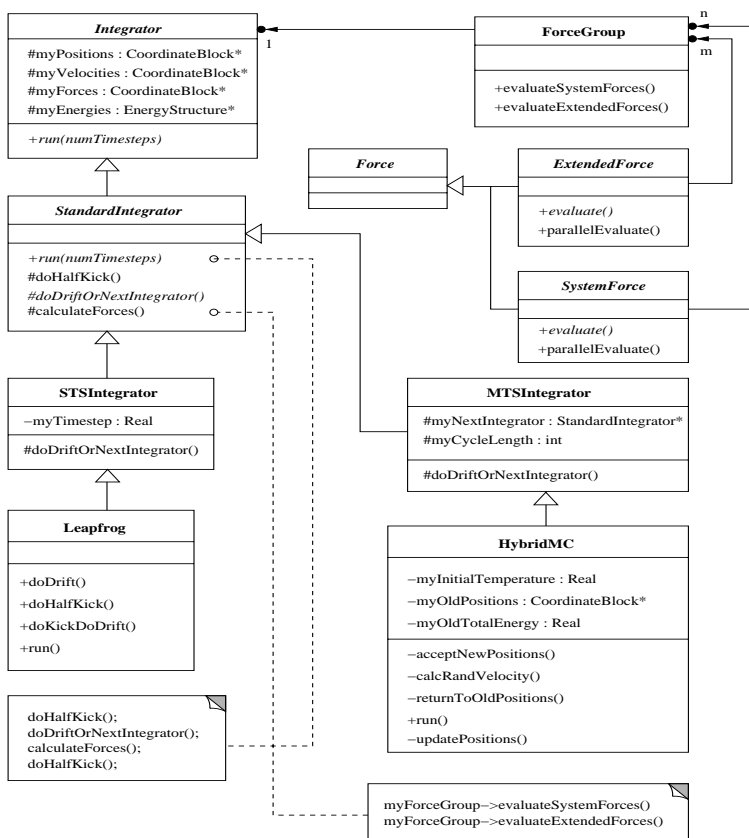 Integrator
#myPositions : CoordinateBlock*
#myVelocities : CoordinateBlock*
#myForces : CoordinateBlock*
#myEnergies : EnergyStructure*
+run(numTimesteps)
1
ForceGroup
+evaluateSystemForces()
+evaluateExtendedForces()
n
m
Force
ExtendedForce
+evaluate()
+parallelEvaluate()
SystemForce
+evaluate()
+parallelEvaluate()
StandardIntegrator
+run(numTimesteps)
#doHalfKick()
#doDriftOrNextIntegrator()
#calculateForces()
STSIntegrator
−myTimestep : Real
#doDriftOrNextIntegrator()
MTSIntegrator
#myNextIntegrator : StandardIntegrator*
#myCycleLength : int
#doDriftOrNextIntegrator()
Leapfrog
+doDrift()
+doHalfKick()
+doKickDoDrift()
+run()
HybridMC
−myInitialTemperature : Real
−myOldPositions : CoordinateBlock*
−myOldTotalEnergy : Real
−acceptNewPositions()
−calcRandVelocity()
−returnToOldPositions()
+run()
−updatePositions()
doHalfKick();
doDriftOrNextIntegrator();
calculateForces();
doHalfKick();
myForceGroup−>evaluateSystemForces()
myForceGroup−>evaluateExtendedForces()